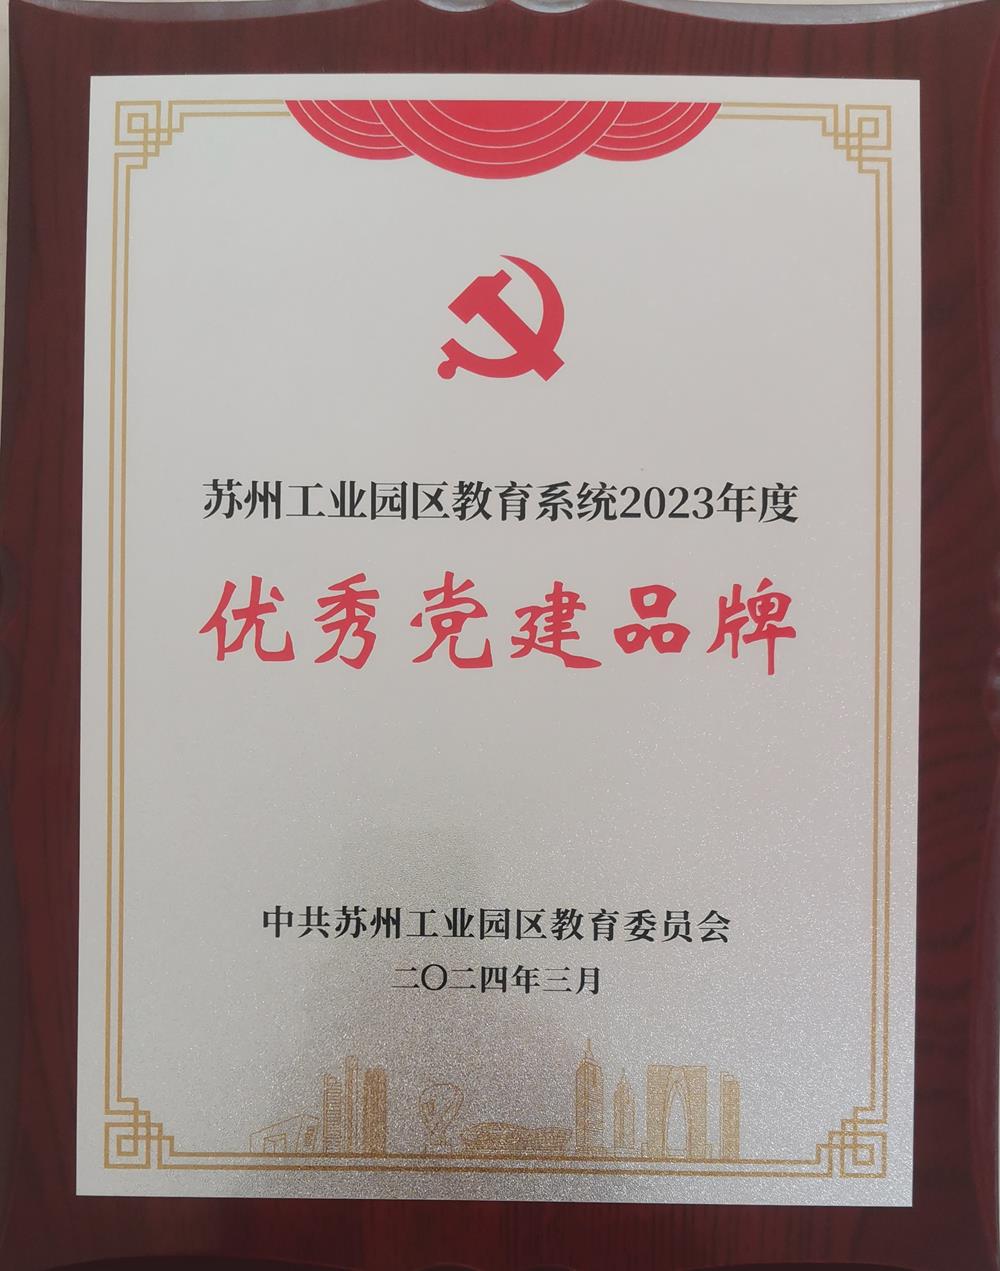 苏州工业园区教育系统2023年度
优秀党建品牌
中共苏州工业园区教育委员会
二〇二四年三月